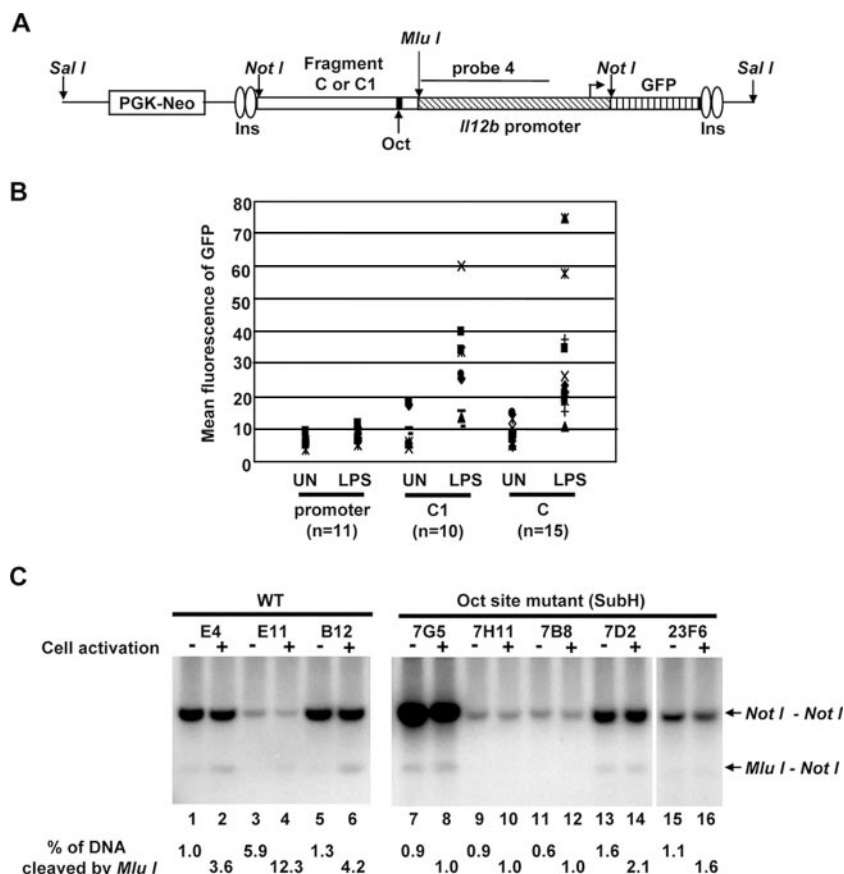 A
Mlu I
Sal I
Not I
Fragment
C or C1
probe 4
Not I
GFP
Sal I
PGK-Neo
Ins
Oct
Il12b promoter
Ins
B
Mean fluorescence of GFP
80
70
60
50
40
30
20
10
0
UN LPS UN LPS UN LPS
promoter C1 C
(n=11) (n=10) (n=15)
C
WT Oct site mutant (SubH)
E4 E11 B12 7G5 7H11 7B8 7D2 23F6
Cell activation - + - + - + - + - + - + - + - +
Not I - Not I
Mlu I - Not I
1 2 3 4 5 6 7 8 9 10 11 12 13 14 15 16
% of DNA
cleaved by Mlu I
1.0 5.9 1.3 0.9 0.9 0.6 1.6 1.1
3.6 12.3 4.2 1.0 1.0 1.0 2.1 1.6